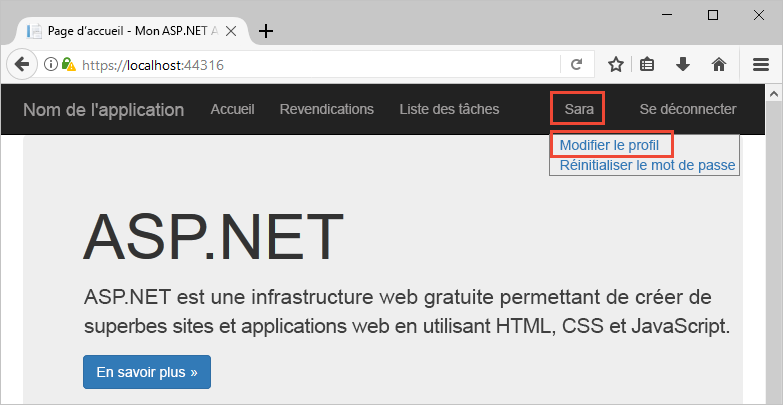 Page d'accueil - Mon ASP.NET A
https://localhost:44316
Nom de l'application Accueil Revendications Liste des tâches Sara Se déconnecter
Modifier le profil
Réinitialiser le mot de passe
ASP.NET
ASP.NET est une infrastructure web gratuite permettant de créer de
superbes sites et applications web en utilisant HTML, CSS et JavaScript.
En savoir plus »